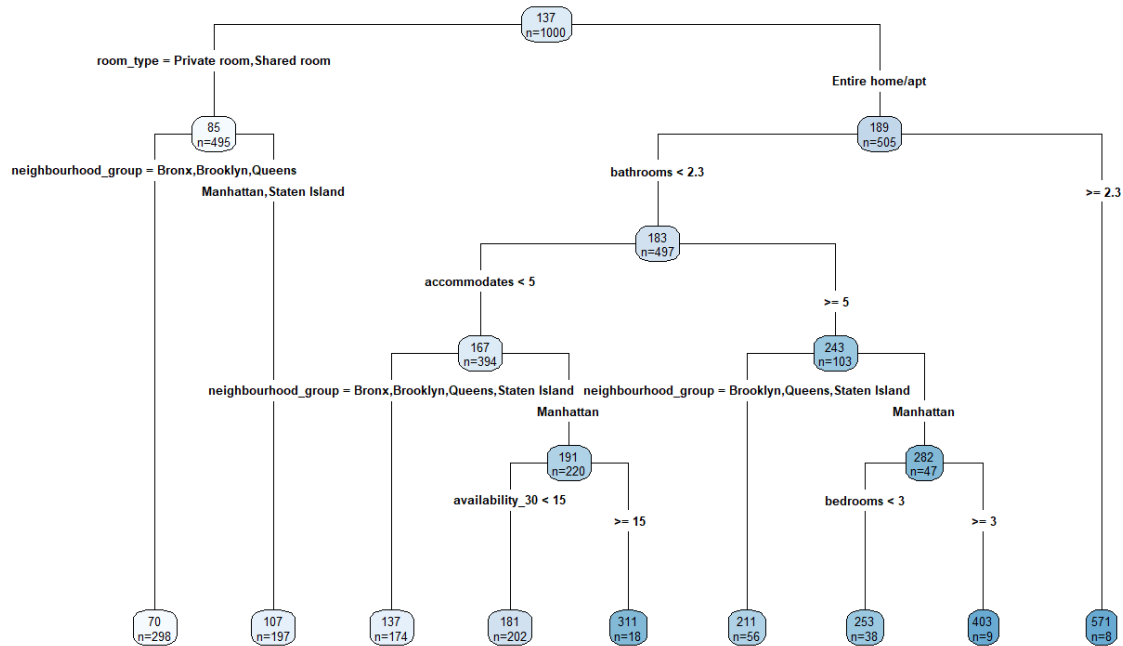 137
n=1000
room_type = Private room,Shared room
Entire home/apt
85
n=495
189
n=505
neighbourhood_group = Bronx,Brooklyn,Queens
bathrooms < 2.3
Manhattan,Staten Island
>= 2.3
183
n=497
accommodates < 5
>= 5
167
n=394
243
n=103
neighbourhood_group = Bronx,Brooklyn,Queens,Staten Island
neighbourhood_group = Brooklyn,Queens,Staten Island
Manhattan
Manhattan
191
n=220
282
n=47
availability_30 < 15
bedrooms < 3
>= 15
>= 3
70
n=298
107
n=197
137
n=174
181
n=202
311
n=18
211
n=56
253
n=38
403
n=9
571
n=8